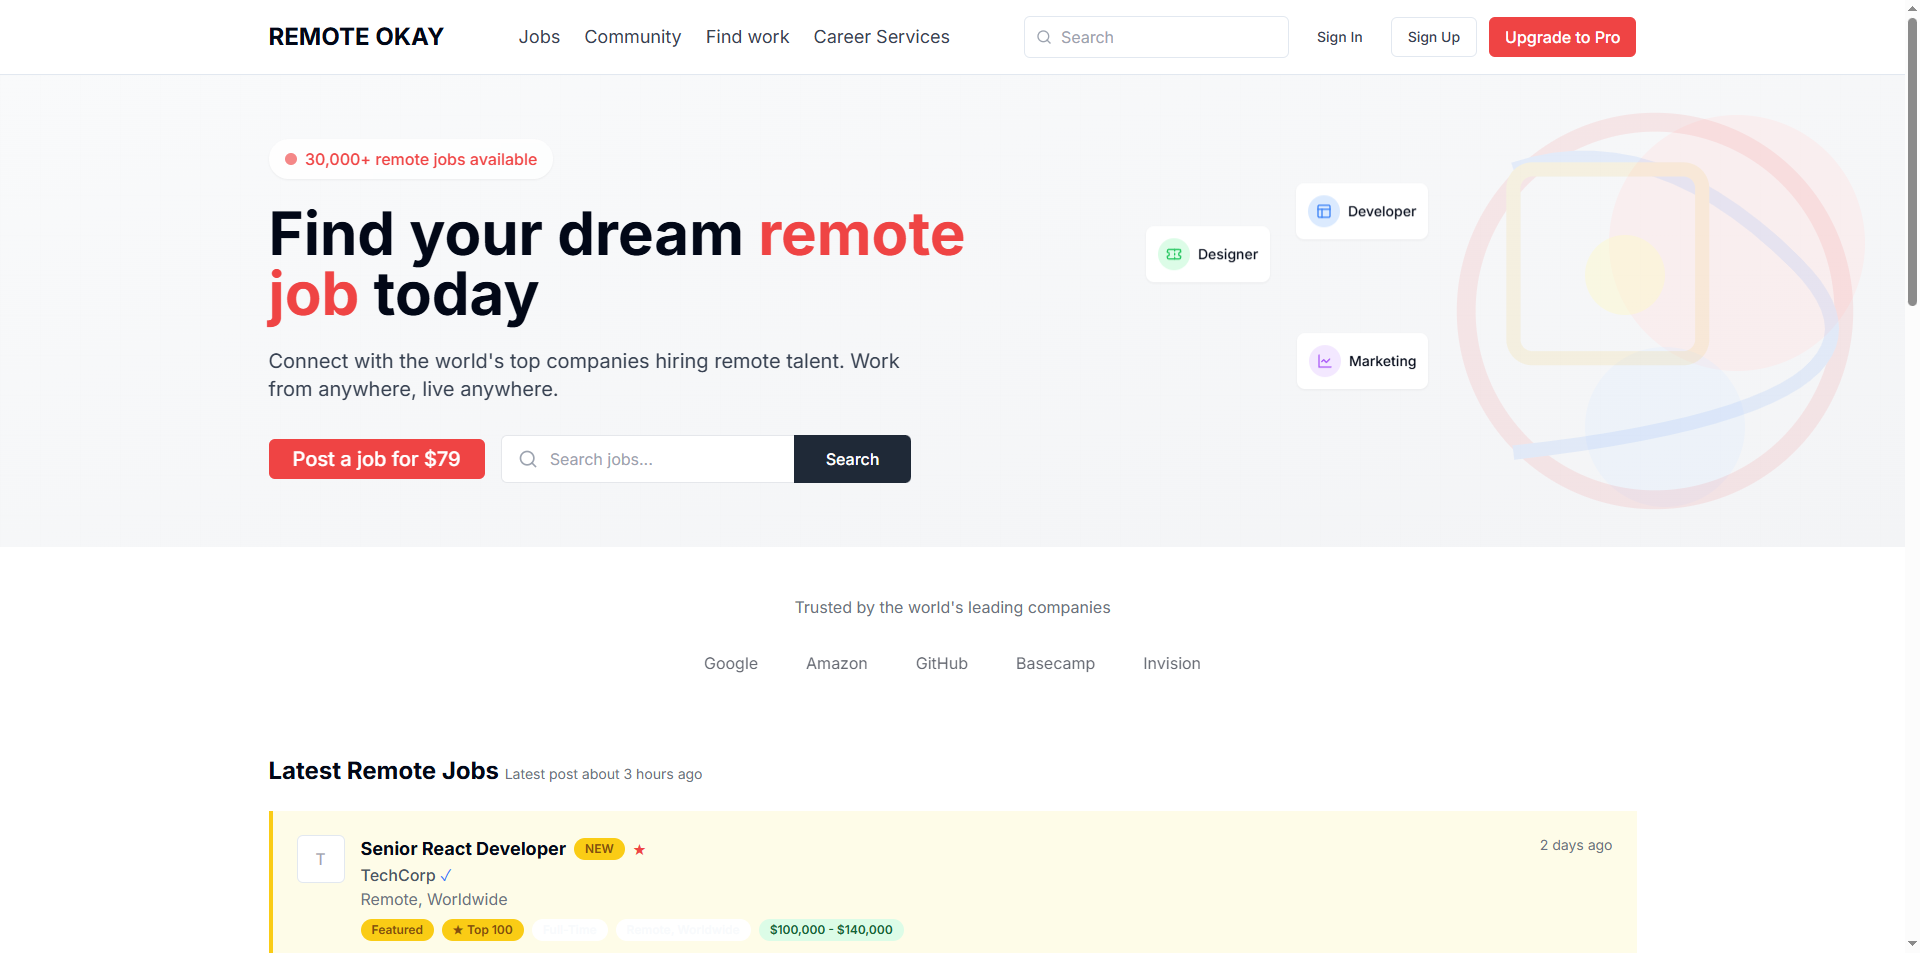 REMOTE OKAY
Jobs Community Find work Career Services
Search
Sign In
Sign Up
Upgrade to Pro
30,000+ remote jobs available
Find your dream remote
job today
Connect with the world's top companies hiring remote talent. Work
from anywhere, live anywhere.
Post a job for $79
Search jobs...
Search
Designer
Developer
Marketing
Trusted by the world's leading companies
Google Amazon GitHub Basecamp Invision
Latest Remote Jobs Latest post about 3 hours ago
T
Senior React Developer NEW ★
2 days ago
TechCorp ✓
Remote, Worldwide
Featured ★ Top 100 Full-Time Remote, Worldwide $100,000 - $140,000